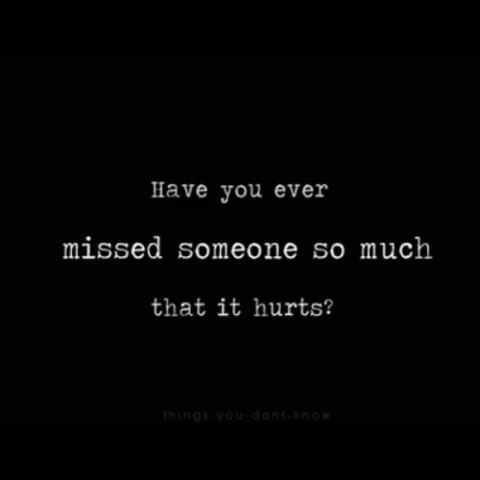 Have you ever
missed someone so much
that it hurts?
things-you-dont-know